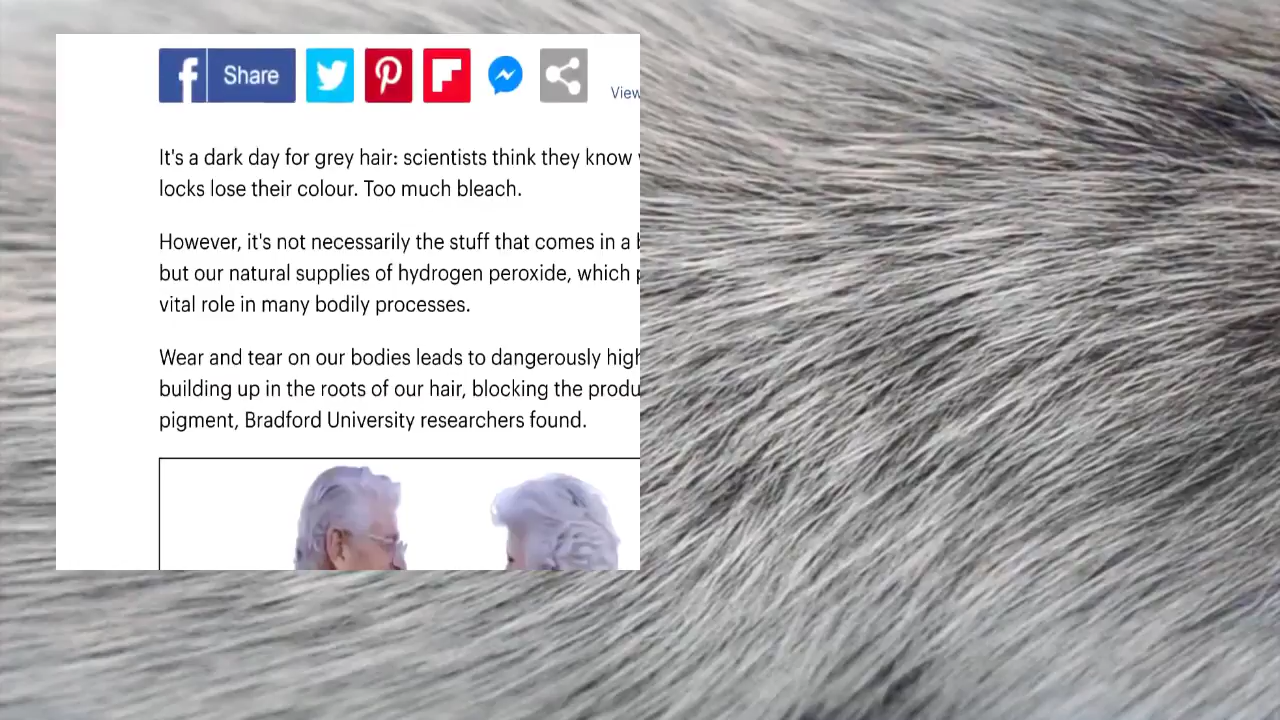 Share
View
It's a dark day for grey hair: scientists think they know
locks lose their colour. Too much bleach.
However, it's not necessarily the stuff that comes in a
but our natural supplies of hydrogen peroxide, which
vital role in many bodily processes.
Wear and tear on our bodies leads to dangerously high
building up in the roots of our hair, blocking the produ
pigment, Bradford University researchers found.